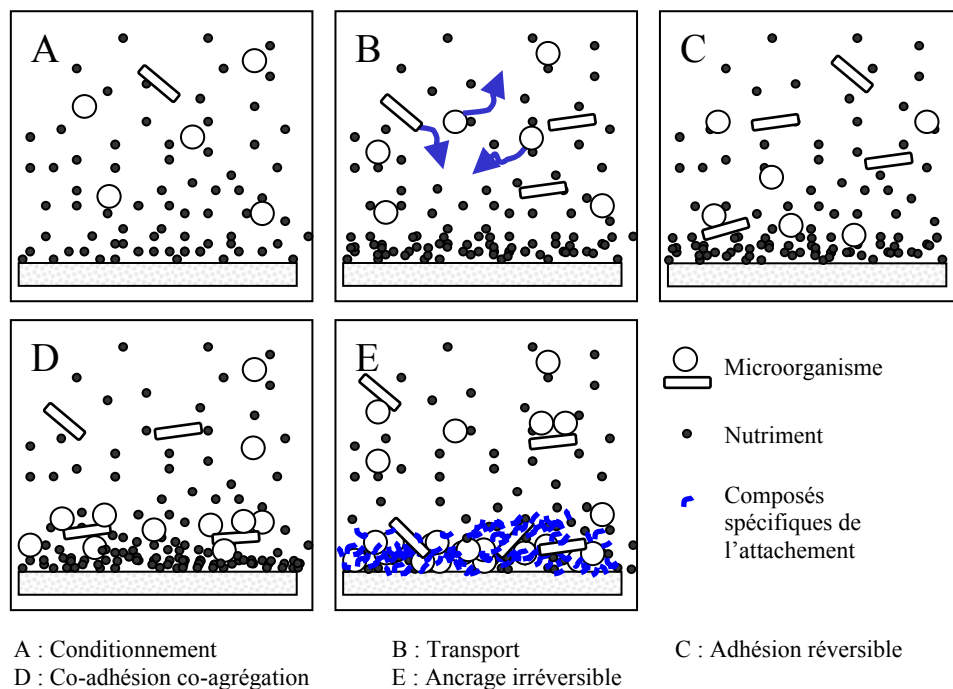 A
B
C
D
E
Microorganisme
Nutriment
Composés
spécifiques de
l'attachement
A : Conditionnement
B : Transport
C : Adhésion réversible
D : Co-adhésion co-agrégation
E : Ancrage irréversible